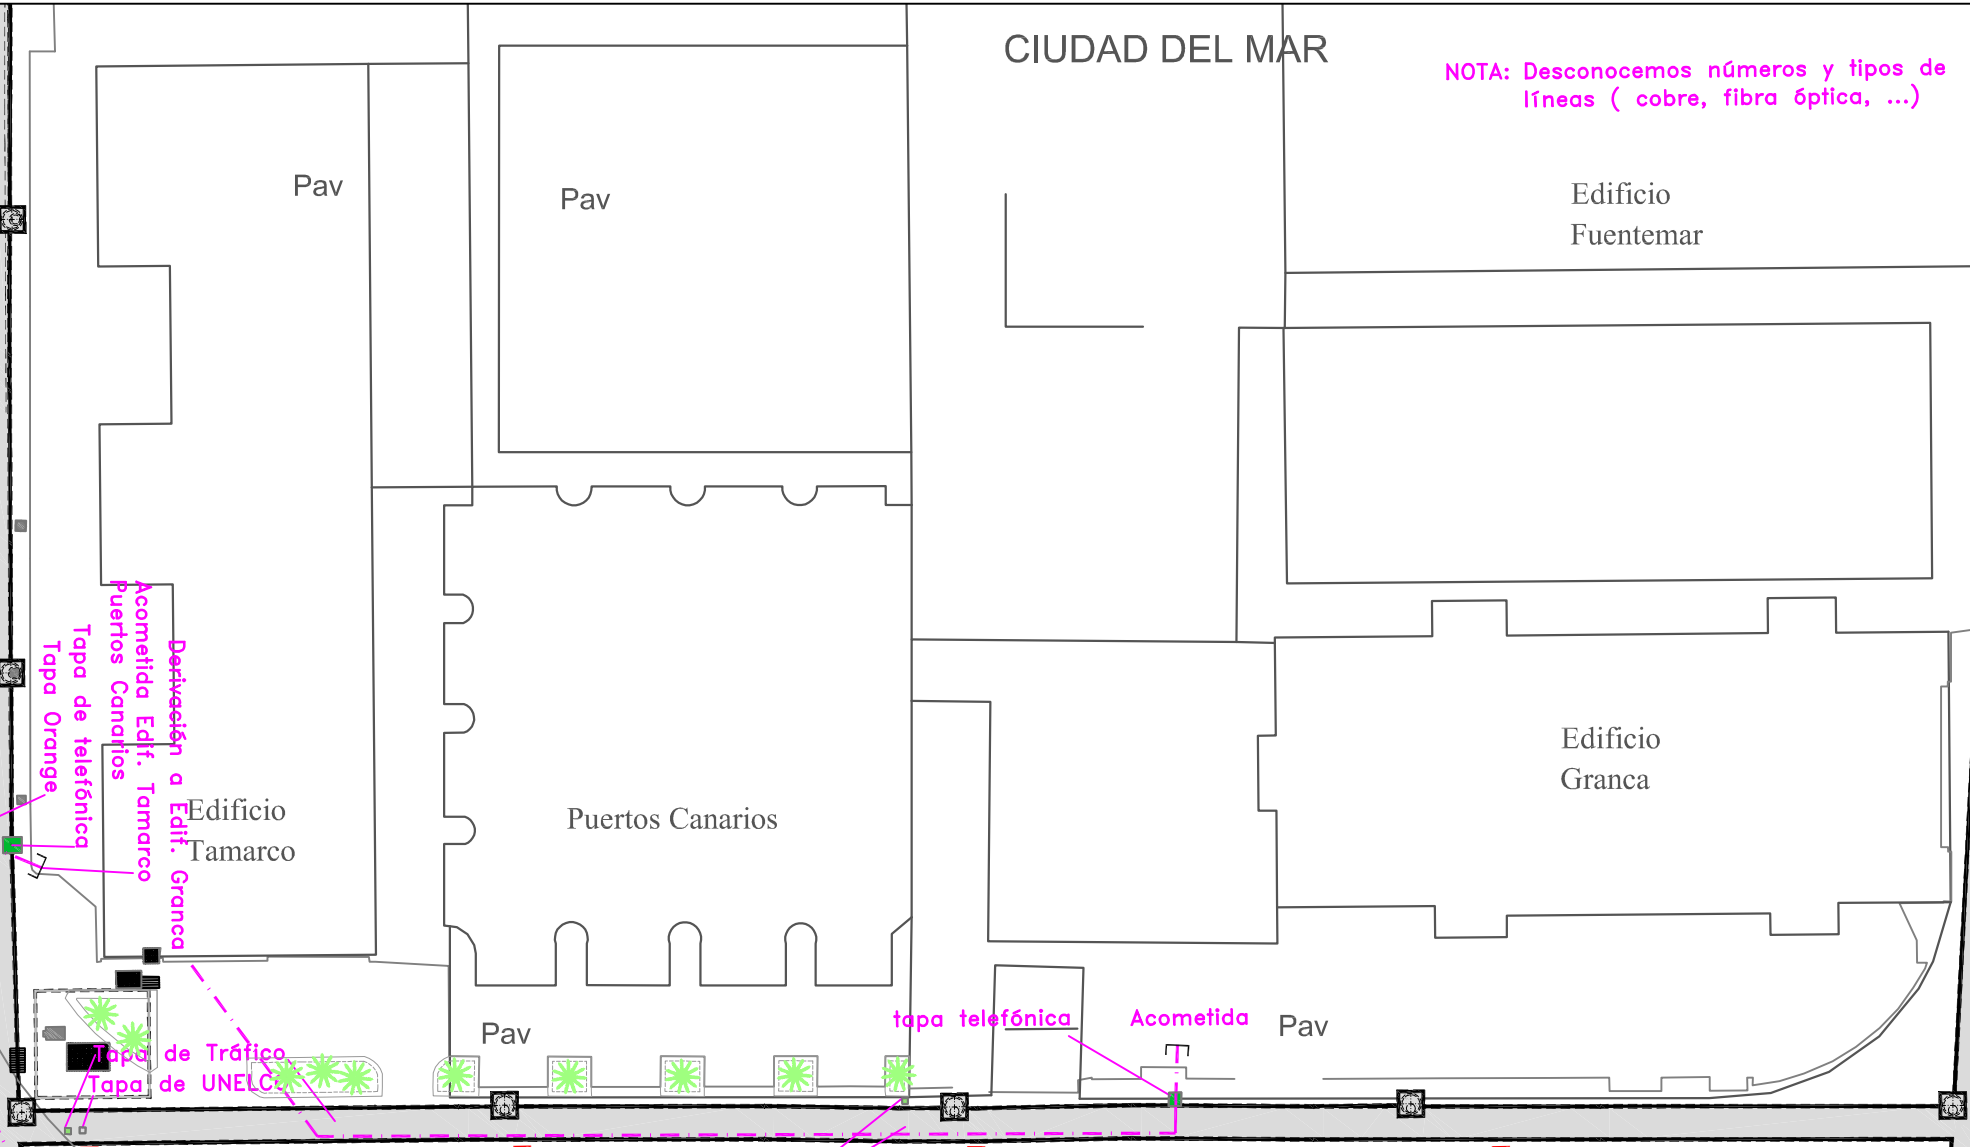 CIUDAD DEL MAR
NOTA: Desconocemos números y tipos de
líneas ( cobre, fibra óptica, ...)
Pav
Pav
Edificio
Fuentemar
Derivación a Edif. Granca
Acometida Edif. Tamarco
Puertos Canarios
Tapa de telefónica
Tapa Orange
Edificio
Tamarco
Puertos Canarios
Edificio
Granca
Pav
tapa telefónica
Acometida
Pav
Tapa de Tráfico
Tapa de UNELCO